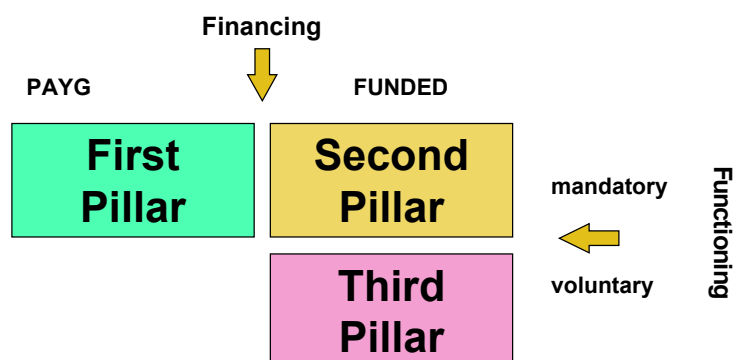 Financing
PAYG
FUNDED
First
Pillar
Second
Pillar
mandatory
Functioning
Third
Pillar
voluntary